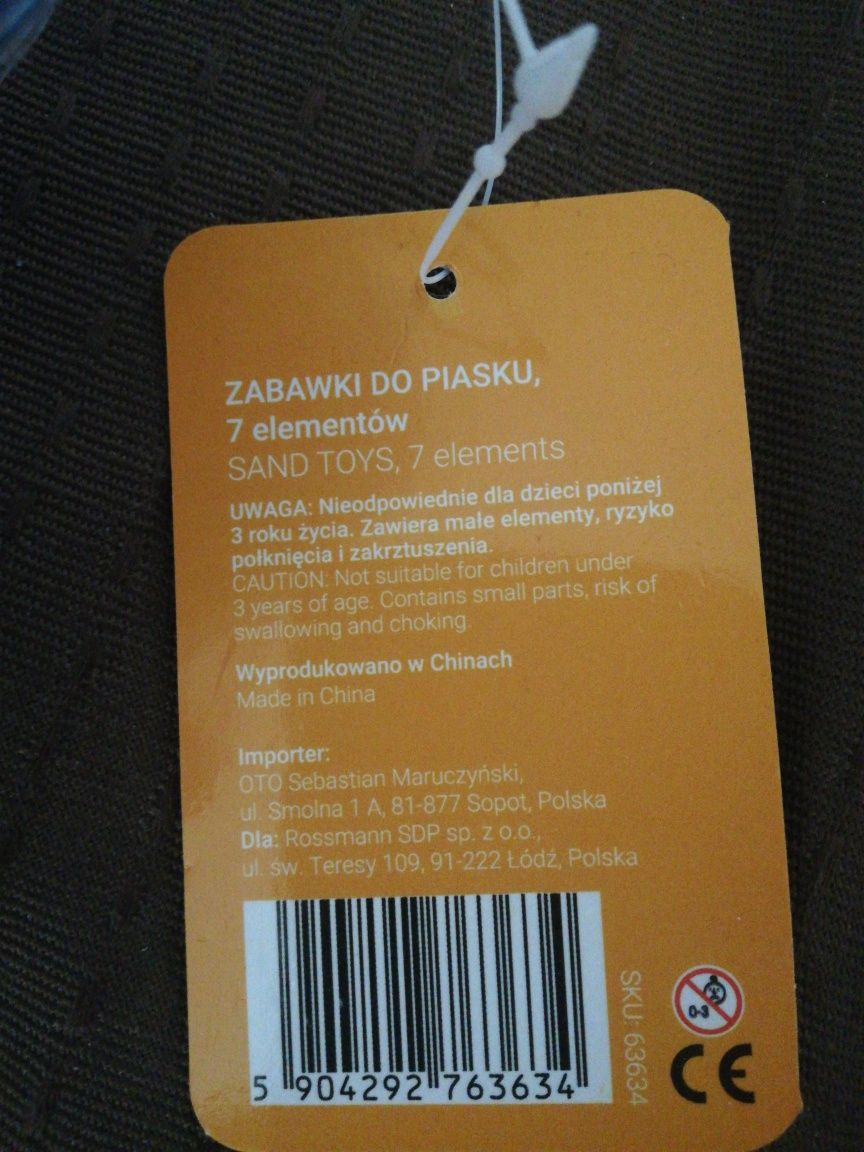 ZABAWKI DO PIASKU,
7 elementów
SAND TOYS, 7 elements
UWAGA: Nieodpowiednie dla dzieci poniżej
3 roku życia. Zawiera małe elementy, ryzyko
połknięcia i zakrztuszenia.
CAUTION: Not suitable for children under
3 years of age. Contains small parts, risk of
swallowing and choking.
Wyprodukowano w Chinach
Made in China
Importer:
OTO Sebastian Maruczyński,
ul. Smolna 1 A, 81-877 Sopot, Polska
Dla: Rossmann SDP sp. z o.o.,
ul. św. Teresy 109, 91-222 Łódź, Polska
5 904292 763634
SKU: 63634
0-3
CE